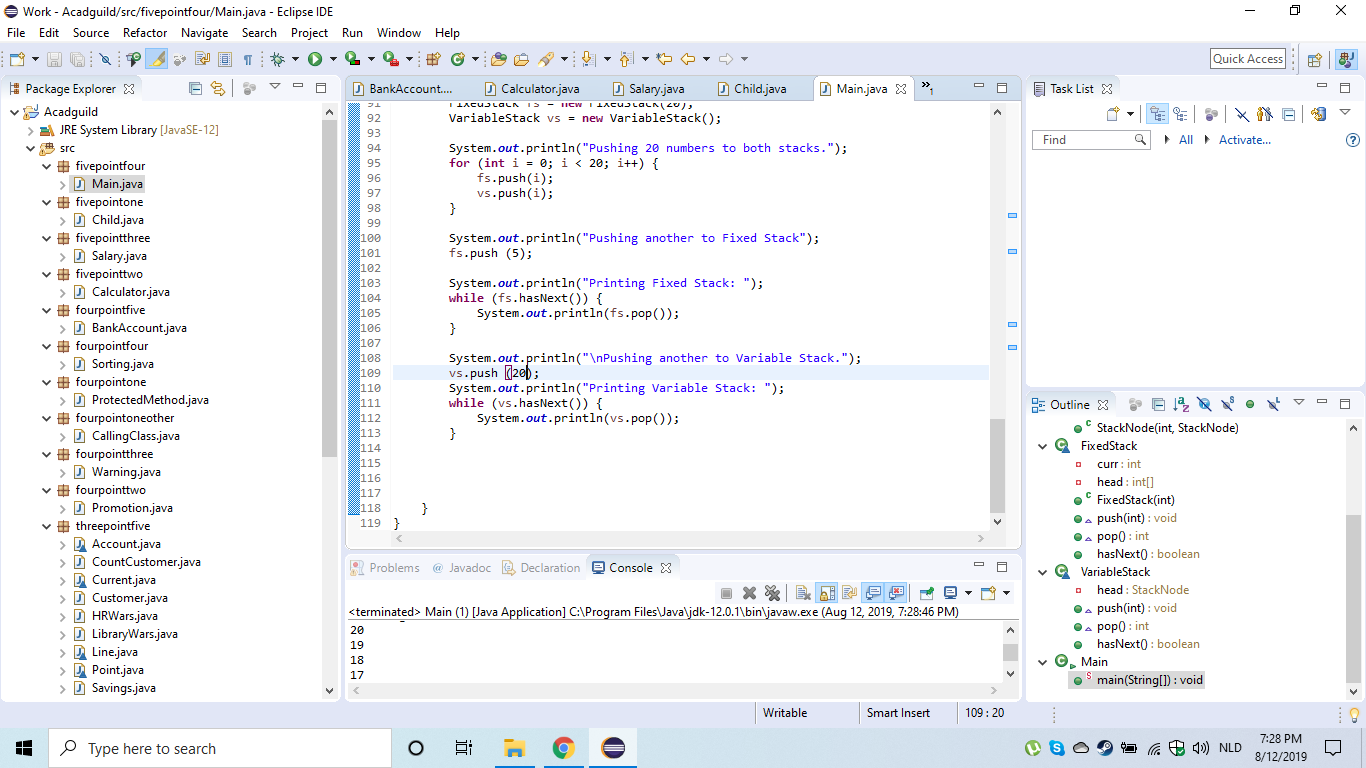 Work - Acadguild/src/fivepointfour/Main.java - Eclipse IDE
File Edit Source Refactor Navigate Search Project Run Window Help
Quick Access
Package Explorer
Acadguild
JRE System Library [JavaSE-12]
src
fivepointfour
Main.java
fivepointone
Child.java
fivepointthree
Salary.java
fivepointtwo
Calculator.java
fourpointfive
BankAccount.java
fourpointfour
Sorting.java
fourpointone
ProtectedMethod.java
fourpointoneother
CallingClass.java
fourpointthree
Warning.java
fourpointtwo
Promotion.java
threepointfive
Account.java
CountCustomer.java
Current.java
Customer.java
HRWars.java
LibraryWars.java
Line.java
Point.java
Savings.java
BankAccount.... Calculator.java Salary.java Child.java Main.java »1
91 FixedStack fs = new FixedStack(20);
92 VariableStack vs = new VariableStack();
93
94 System.out.println("Pushing 20 numbers to both stacks.");
95 for (int i = 0; i < 20; i++) {
96 fs.push(i);
97 vs.push(i);
98 }
99
100 System.out.println("Pushing another to Fixed Stack");
101 fs.push (5);
102
103 System.out.println("Printing Fixed Stack: ");
104 while (fs.hasNext()) {
105 System.out.println(fs.pop());
106 }
107
108 System.out.println("\nPushing another to Variable Stack.");
109 vs.push (20);
110 System.out.println("Printing Variable Stack: ");
111 while (vs.hasNext()) {
112 System.out.println(vs.pop());
113 }
114
115
116
117
118 }
119 }
Problems @ Javadoc Declaration Console
<terminated> Main (1) [Java Application] C:\Program Files\Java\jdk-12.0.1\bin\javaw.exe (Aug 12, 2019, 7:28:46 PM)
20
19
18
17
Task List
Find All Activate...
Outline
StackNode(int, StackNode)
FixedStack
curr : int
head : int[]
FixedStack(int)
push(int) : void
pop() : int
hasNext() : boolean
VariableStack
head : StackNode
push(int) : void
pop() : int
hasNext() : boolean
Main
main(String[]) : void
Writable Smart Insert 109 : 20
Type here to search
NLD
7:28 PM
8/12/2019